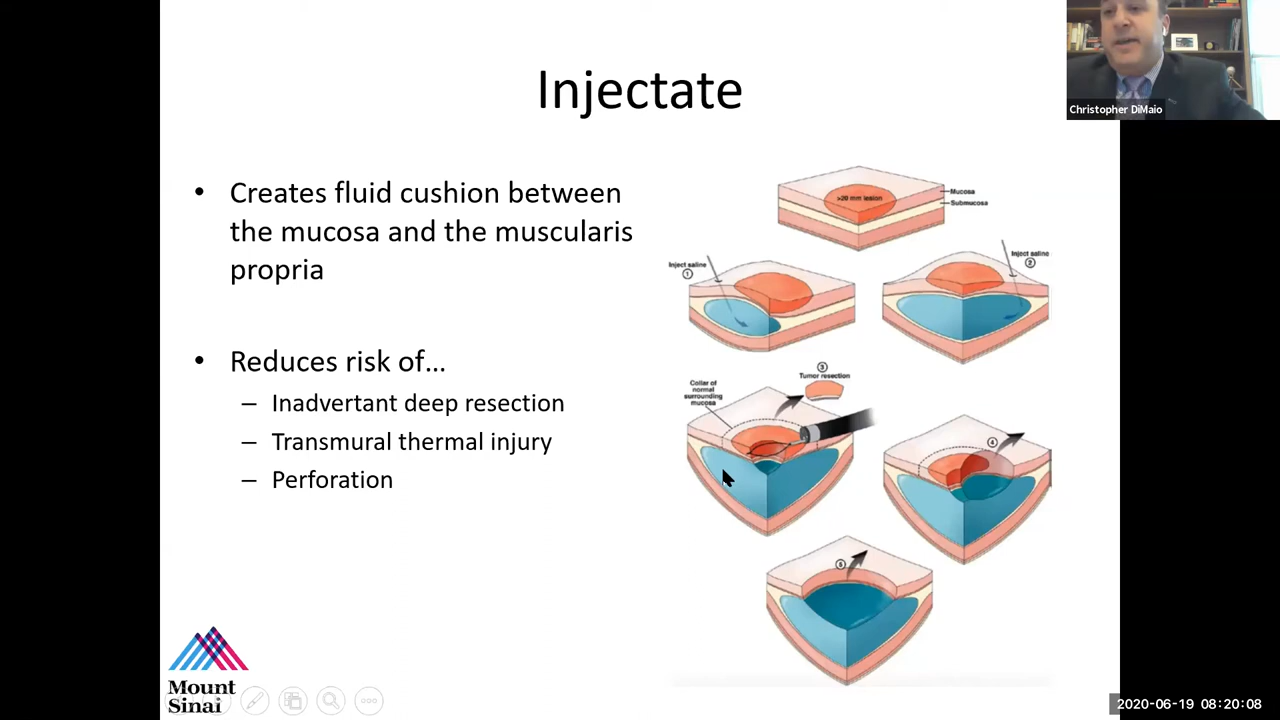 Christopher DiMaio
Injectate
• Creates fluid cushion between
the mucosa and the muscularis
propria
• Reduces risk of…
– Inadvertant deep resection
– Transmural thermal injury
– Perforation
>20 mm lesion
Mucosa
Submucosa
Inject saline
1
Inject saline
2
3
Tumor resection
Collar of
normal
surrounding
mucosa
4
5
Mount
Sinai
2020-06-19 08:20:08